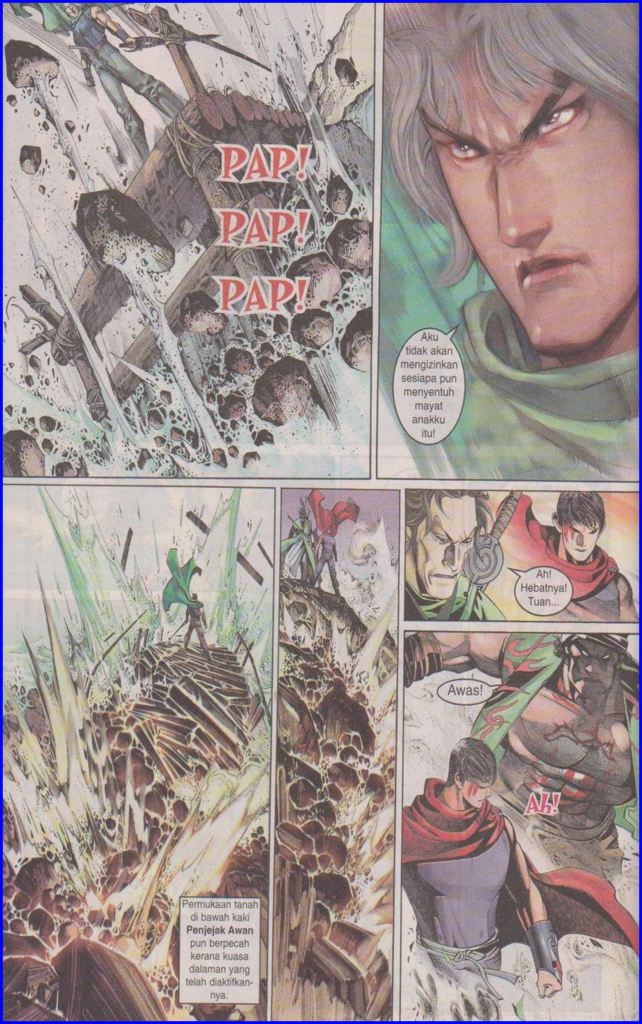 PAP!
PAP!
PAP!
Aku
tidak akan
mengizinkan
sesiapa pun
menyentuh
mayat
anakku
itu!
Permukaan tanah
di bawah kaki
Penjejak Awan
pun berpecah
kerana kuasa
dalaman yang
telah diaktifkan-
nya.
Ah!
Hebatnya!
Tuan...
Awas!
Ah!